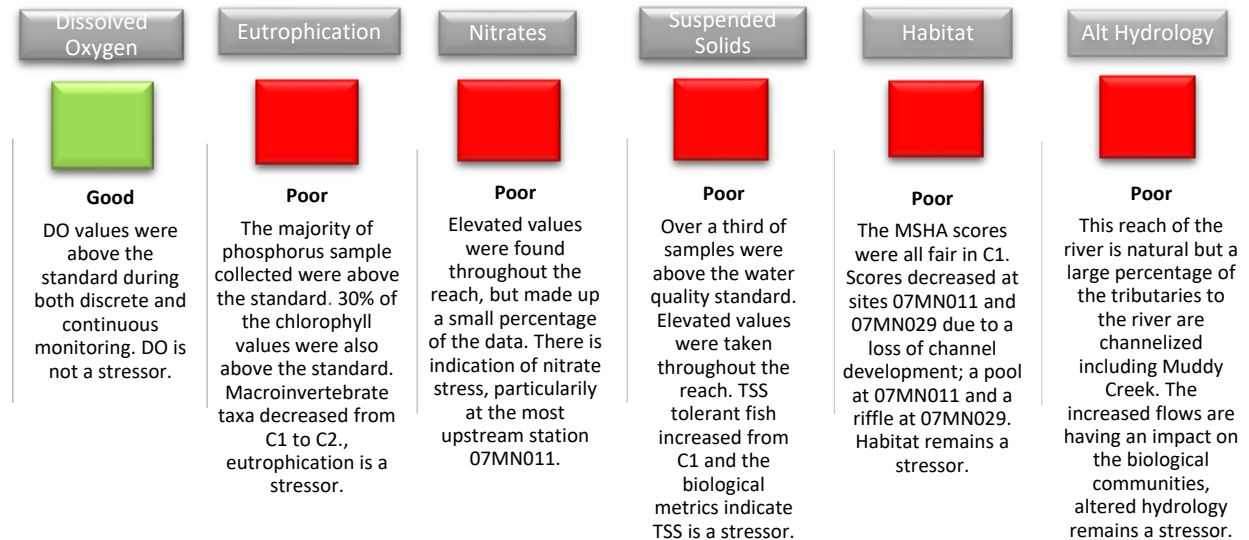 Dissolved
Oxygen
Good
DO values were
above the
standard during
both discrete and
continuous
monitoring. DO is
not a stressor.
Eutrophication
Poor
The majority of
phosphorus sample
collected were above
the standard. 30% of
the chlorophyll
values were also
above the standard.
Macroinvertebrate
taxa decreased from
C1 to C2.,
eutrophication is a
stressor.
Nitrates
Poor
Elevated values
were found
throughout the
reach, but made up
a small percentage
of the data. There is
indication of nitrate
stress, particularly
at the most
upstream station
07MN011.
Suspended
Solids
Poor
Over a third of
samples were
above the water
quality standard.
Elevated values
were taken
throughout the
reach. TSS
tolerant fish
increased from
C1 and the
biological
metrics indicate
TSS is a stressor.
Habitat
Poor
The MSHA scores
were all fair in C1.
Scores decreased at
sites 07MN011 and
07MN029 due to a
loss of channel
development; a pool
at 07MN011 and a
riffle at 07MN029.
Habitat remains a
stressor.
Alt Hydrology
Poor
This reach of the
river is natural but a
large percentage of
the tributaries to
the river are
channelized
including Muddy
Creek. The
increased flows are
having an impact on
the biological
communities,
altered hydrology
remains a stressor.